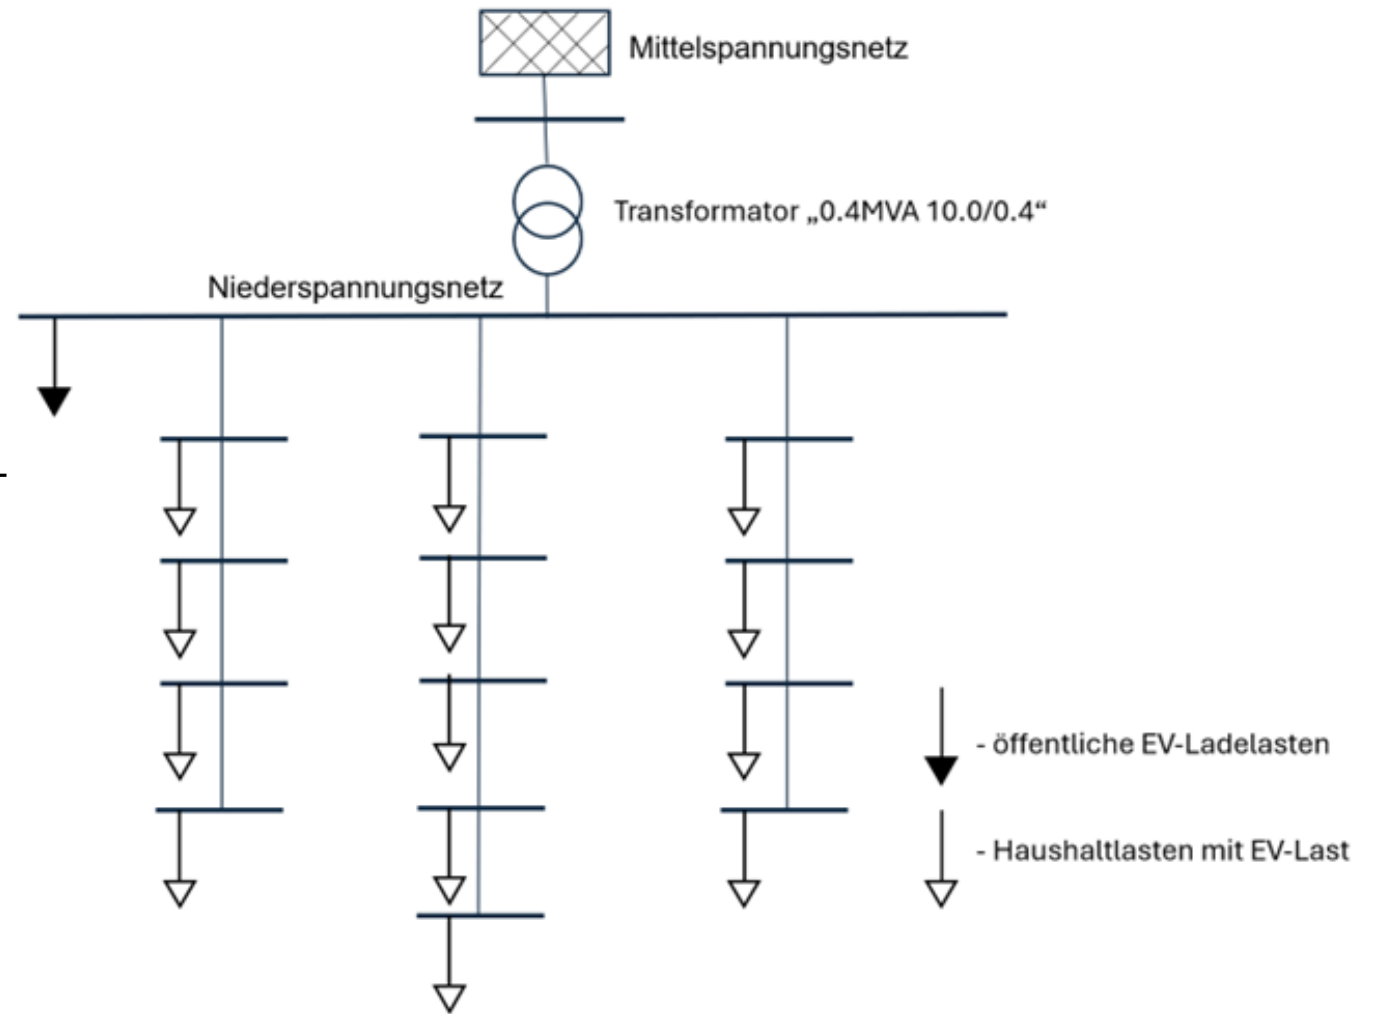 Mittelspannungsnetz
Transformator „0.4MVA 10.0/0.4“
Niederspannungsnetz
- öffentliche EV-Ladelasten
- Haushaltlasten mit EV-Last